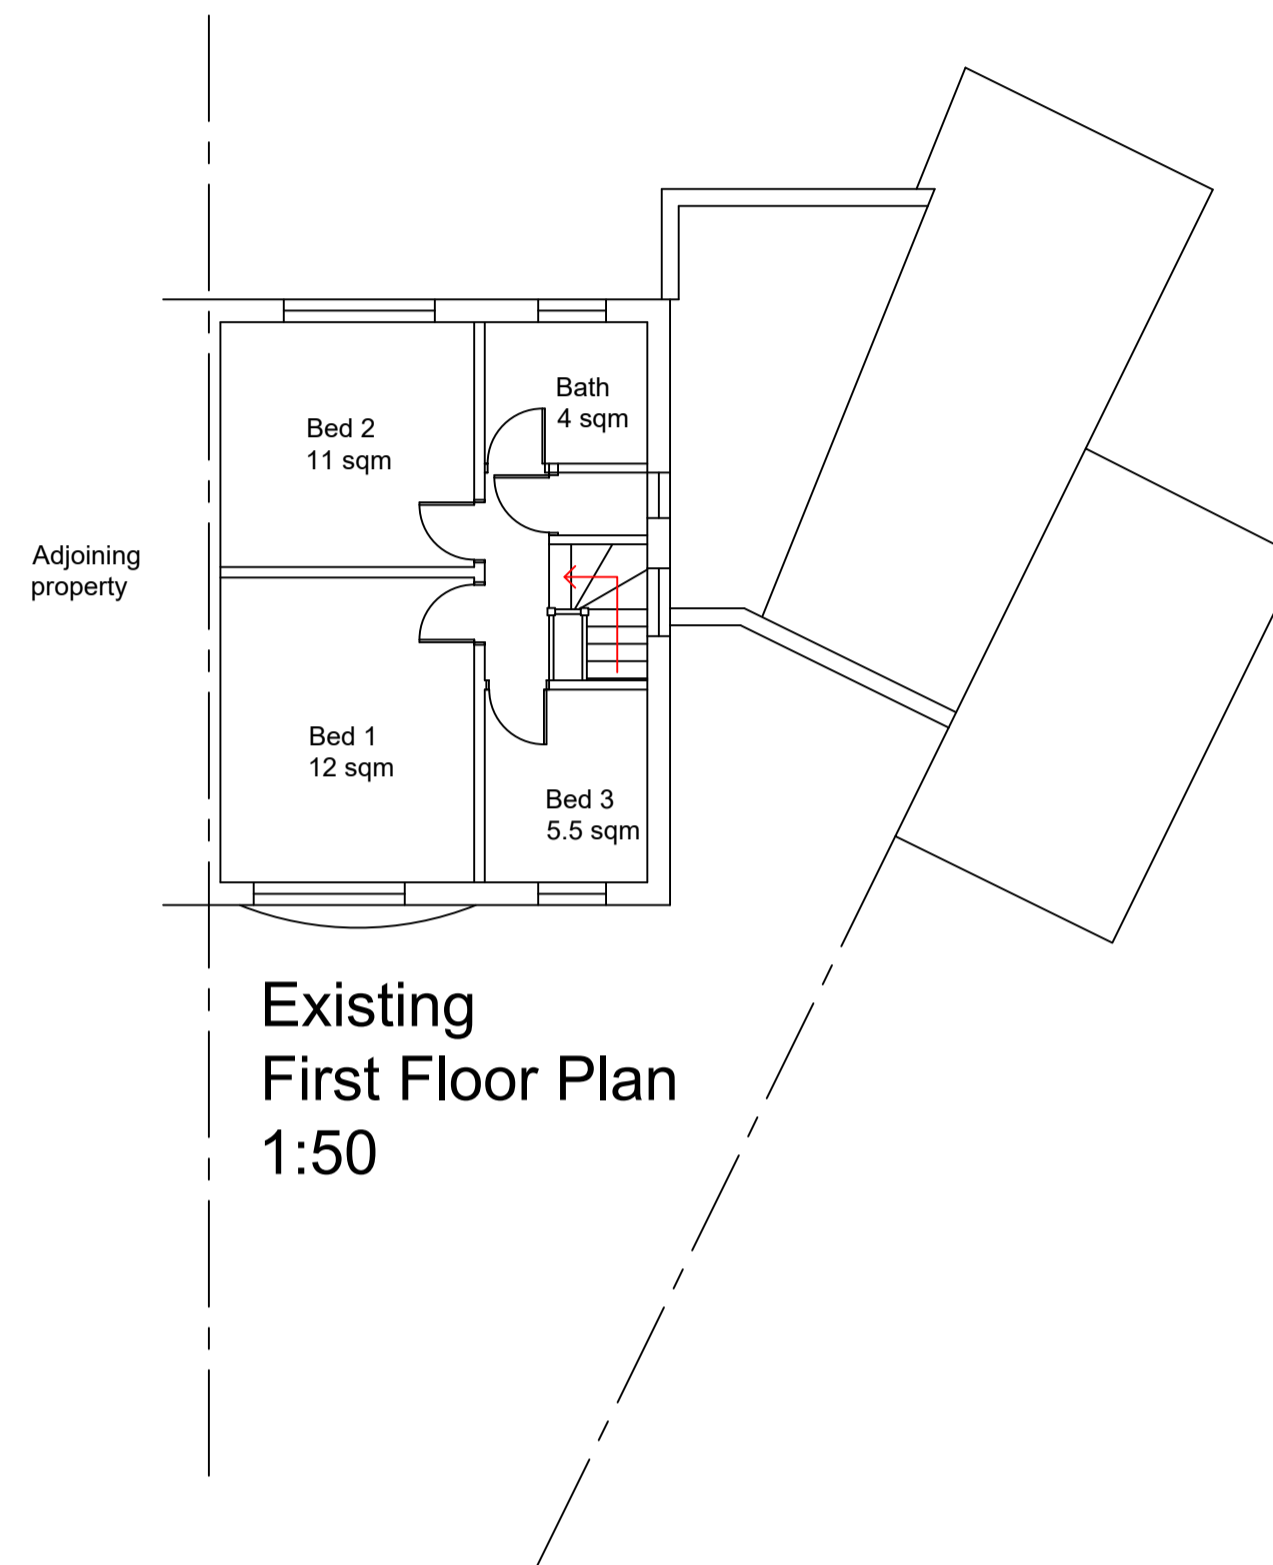 Bath
4 sqm
Bed 2
11 sqm
Adjoining
property
Bed 1
12 sqm
Bed 3
5.5 sqm
Existing
First Floor Plan
1:50